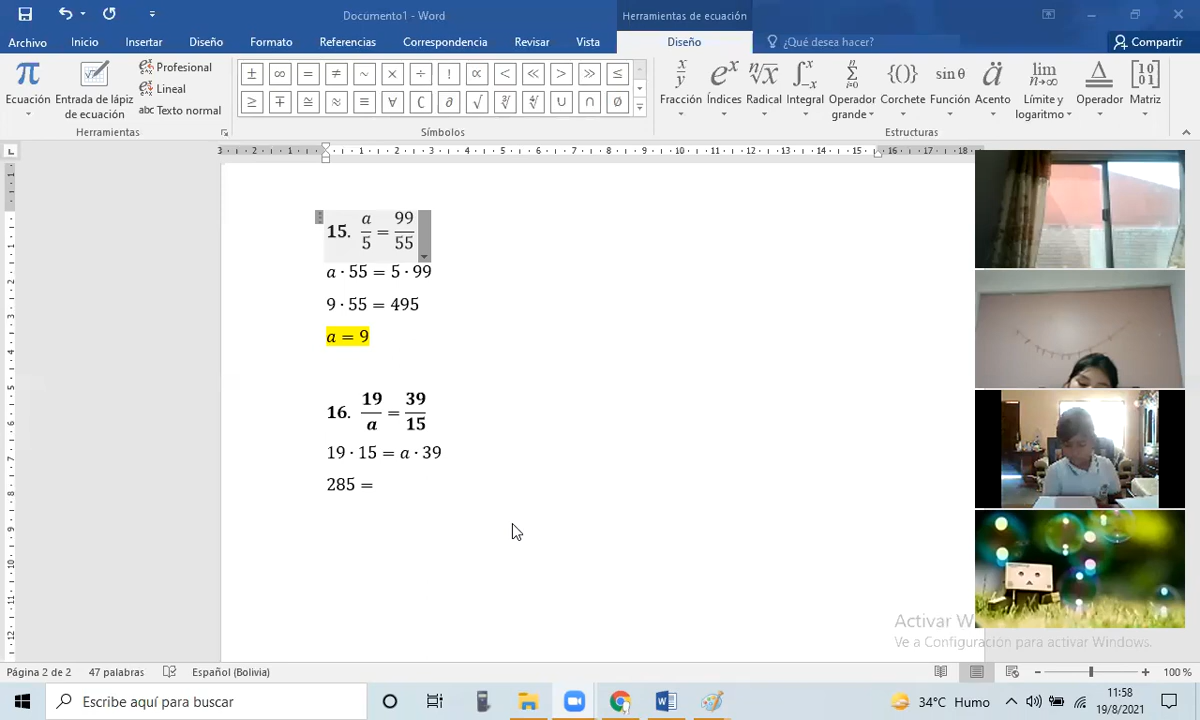 Documento1 - Word
Herramientas de ecuación
Archivo
Inicio
Insertar
Diseño
Formato
Referencias
Correspondencia
Revisar
Vista
Diseño
¿Qué desea hacer?
Compartir
π
Ecuación
Entrada de lápiz de ecuación
Profesional
Lineal
abc Texto normal
Herramientas
± ∞ = ≠ ~ × ÷ ! ∝ < ≪ > ≫ ≤
≥ ∓ ≅ ≈ ≡ ∀ ∁ ∂ √ ∛ ∜ ∪ ∩ ∅
Símbolos
Fracción
Índices
Radical
Integral
Operador grande
Corchete
Función
Acento
Límite y logaritmo
Operador
Matriz
Estructuras
15. a/5 = 99/55
a · 55 = 5 · 99
9 · 55 = 495
a = 9
16. 19/a = 39/15
19 · 15 = a · 39
285 =
Activar W
Ve a Configuración para activar Windows.
Página 2 de 2
47 palabras
Español (Bolivia)
100 %
Escribe aquí para buscar
34°C Humo
11:58
19/8/2021